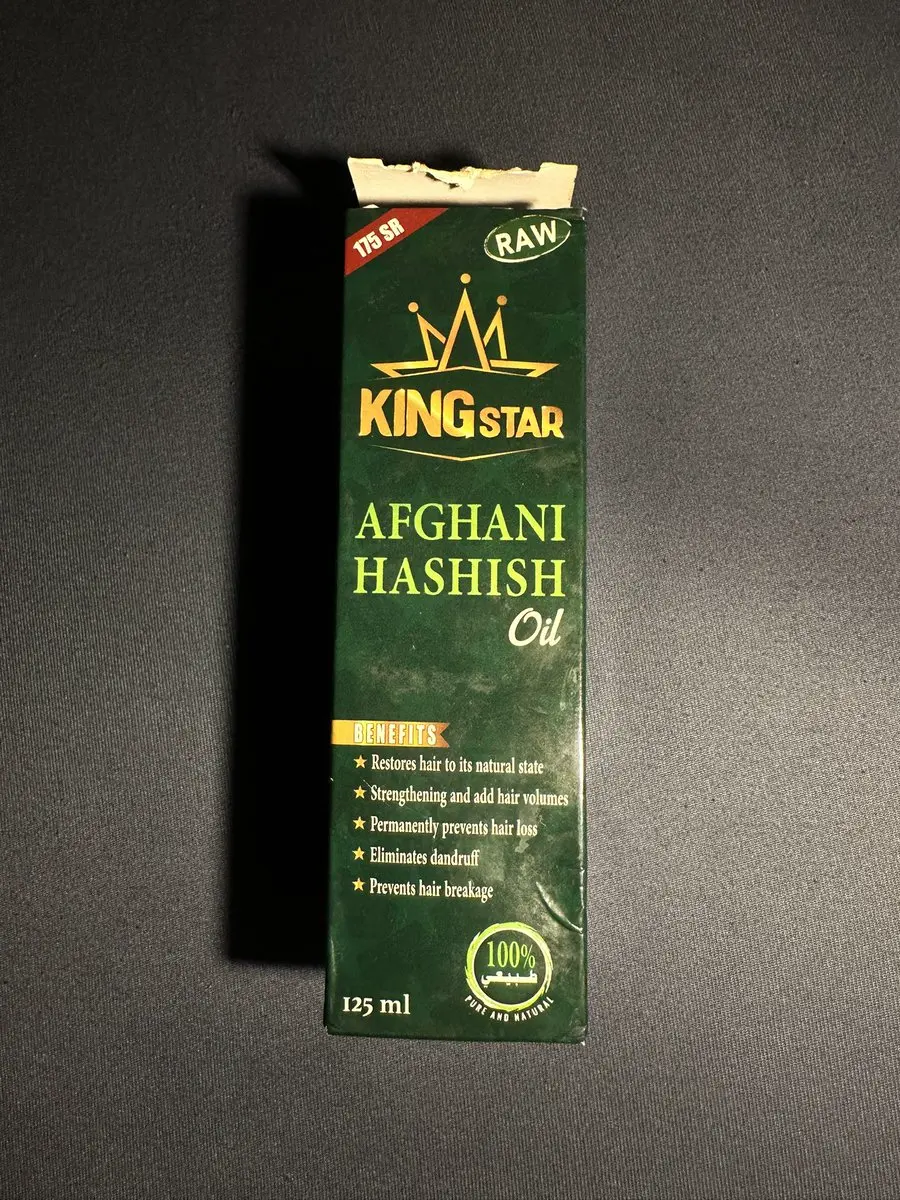 175 SR
RAW
KING STAR
AFGHANI
HASHISH
Oil
BENEFITS
Restores hair to its natural state
Strengthening and add hair volumes
Permanently prevents hair loss
Eliminates dandruff
Prevents hair breakage
100%
طبيعي
PURE AND NATURAL
125 ml